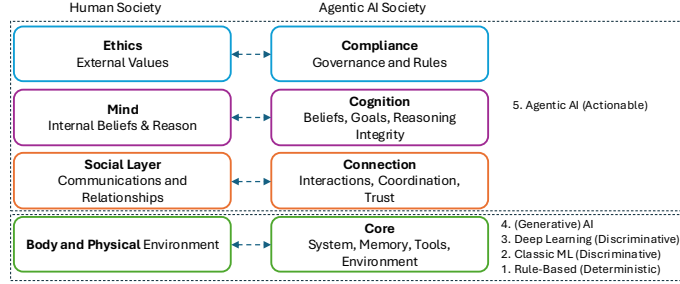 Human Society
Agentic AI Society
Ethics
External Values
Compliance
Governance and Rules
Mind
Internal Beliefs & Reason
Cognition
Beliefs, Goals, Reasoning
Integrity
5. Agentic AI (Actionable)
Social Layer
Communications and
Relationships
Connection
Interactions, Coordination,
Trust
Body and Physical Environment
Core
System, Memory, Tools,
Environment
4. (Generative) AI
3. Deep Learning (Discriminative)
2. Classic ML (Discriminative)
1. Rule-Based (Deterministic)